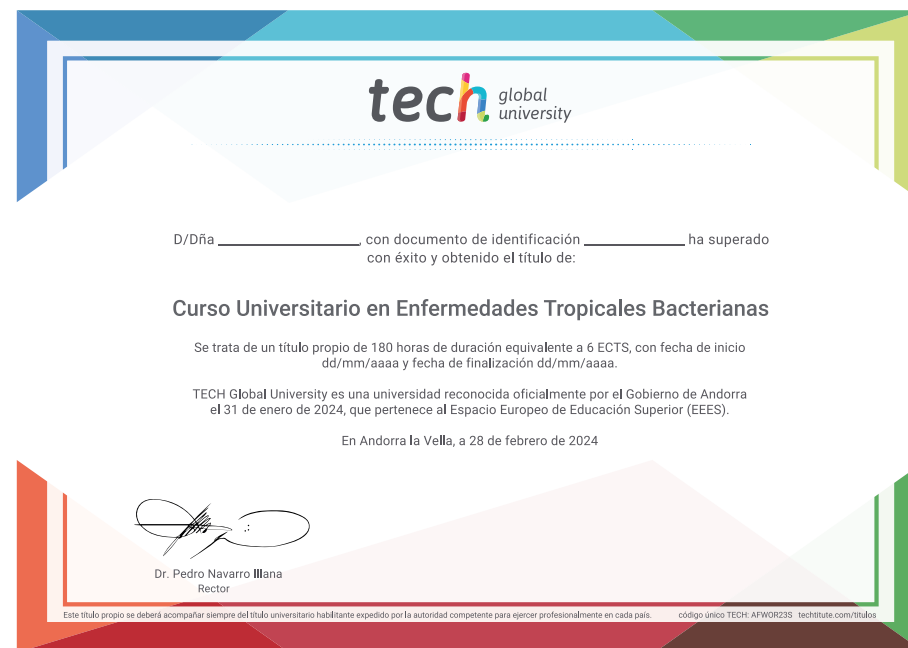 tech global
university
D/Dña ____________, con documento de identificación ____________ ha superado
con éxito y obtenido el título de:
Curso Universitario en Enfermedades Tropicales Bacterianas
Se trata de un título propio de 180 horas de duración equivalente a 6 ECTS, con fecha de inicio
dd/mm/aaaa y fecha de finalización dd/mm/aaaa.
TECH Global University es una universidad reconocida oficialmente por el Gobierno de Andorra
el 31 de enero de 2024, que pertenece al Espacio Europeo de Educación Superior (EEES).
En Andorra la Vella, a 28 de febrero de 2024
Dr. Pedro Navarro Illana
Rector
Este título propio se deberá acompañar siempre del título universitario habilitante expedido por la autoridad competente para ejercer profesionalmente en cada país. código único TECH: AFWOR23S techtitute.com/titulos